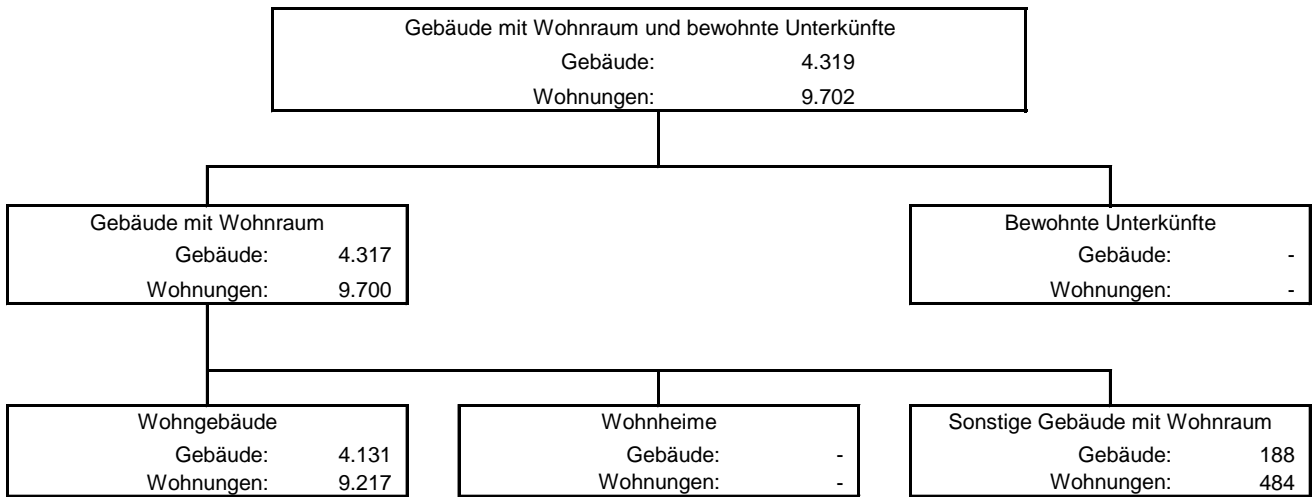 Gebäude mit Wohnraum und bewohnte Unterkünfte
Gebäude: 4.319
Wohnungen: 9.702
Gebäude mit Wohnraum
Gebäude: 4.317
Wohnungen: 9.700
Bewohnte Unterkünfte
Gebäude: -
Wohnungen: -
Wohngebäude
Gebäude: 4.131
Wohnungen: 9.217
Wohnheime
Gebäude: -
Wohnungen: -
Sonstige Gebäude mit Wohnraum
Gebäude: 188
Wohnungen: 484